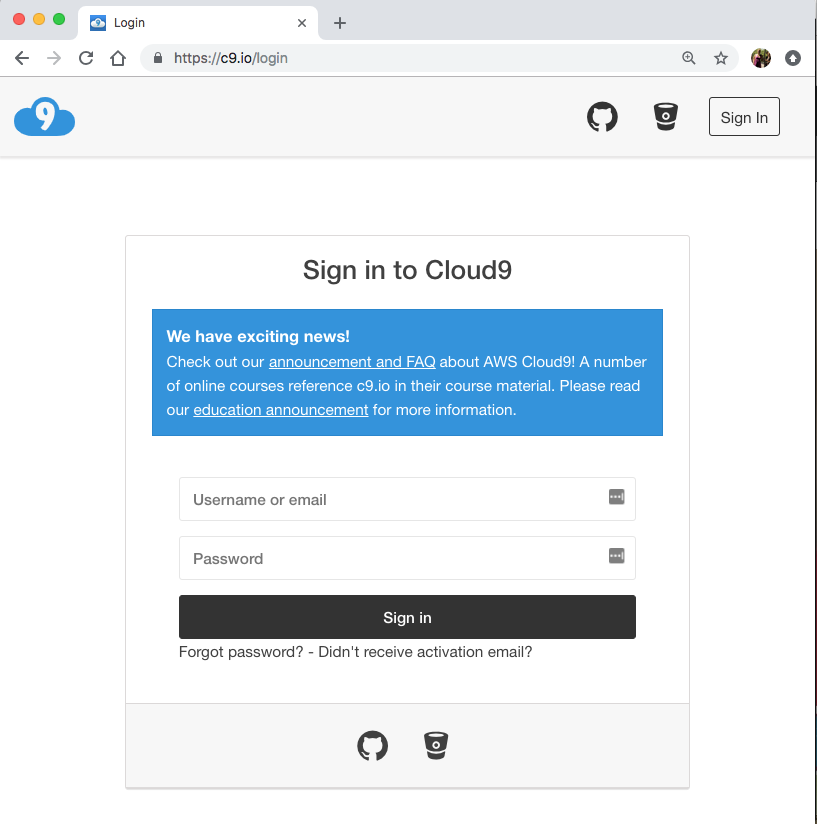 Login
https://c9.io/login
9
Sign In
Sign in to Cloud9
We have exciting news!
Check out our announcement and FAQ about AWS Cloud9! A number
of online courses reference c9.io in their course material. Please read
our education announcement for more information.
Username or email
Password
Sign in
Forgot password? - Didn't receive activation email?